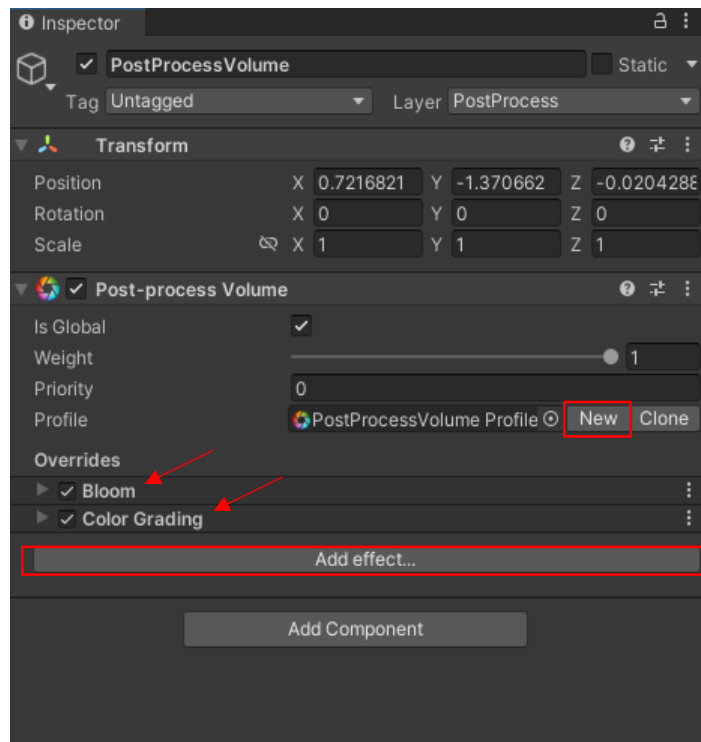 Inspector
PostProcessVolume Static
Tag Untagged Layer PostProcess
Transform
Position X 0.7216821 Y -1.370662 Z -0.0204288
Rotation X 0 Y 0 Z 0
Scale X 1 Y 1 Z 1
Post-process Volume
Is Global
Weight 1
Priority 0
Profile PostProcessVolume Profile New Clone
Overrides
Bloom
Color Grading
Add effect...
Add Component